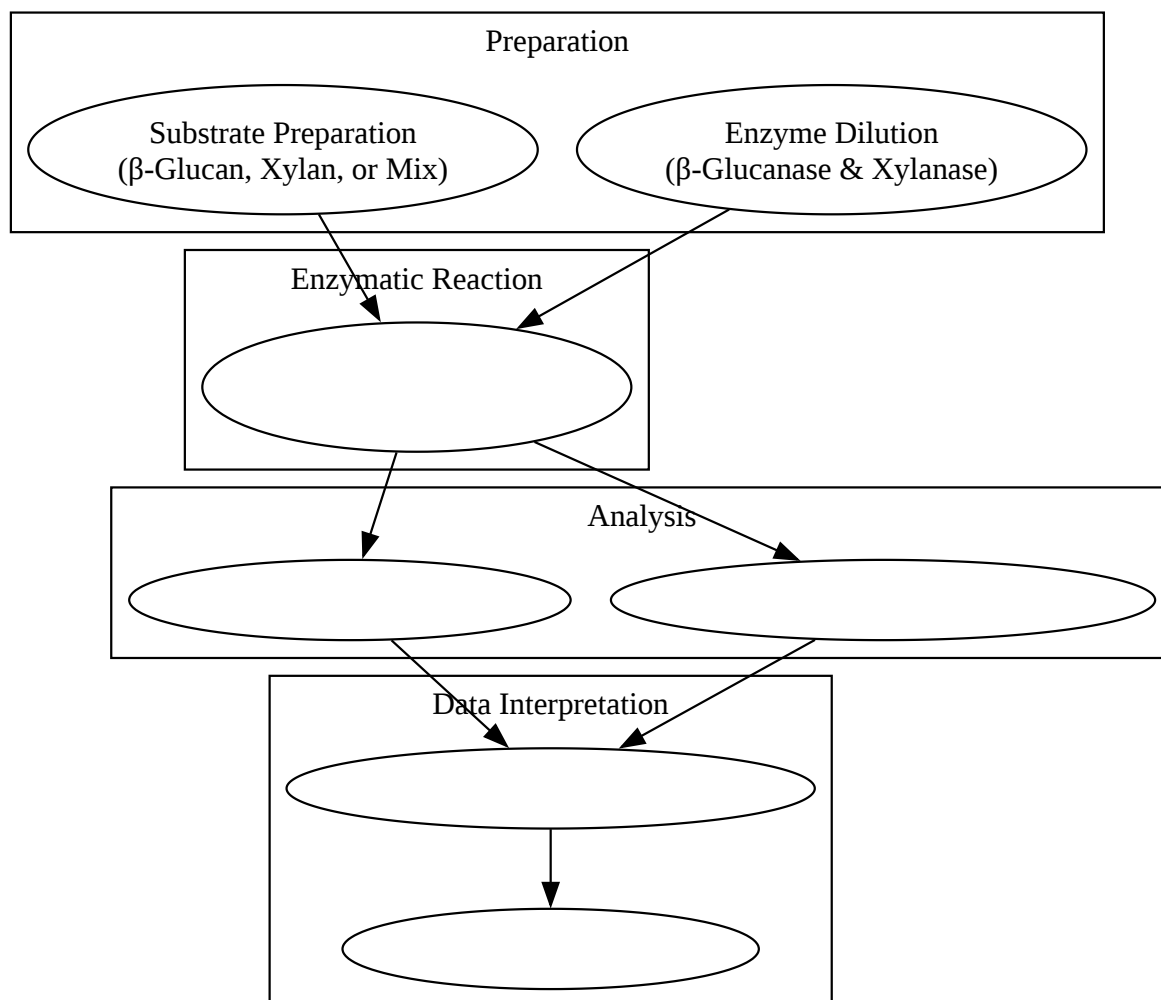 Preparation
Substrate Preparation
(β-Glucan, Xylan, or Mix)
Enzyme Dilution
(β-Glucanase & Xylanase)
Enzymatic Reaction
Analysis
Data Interpretation